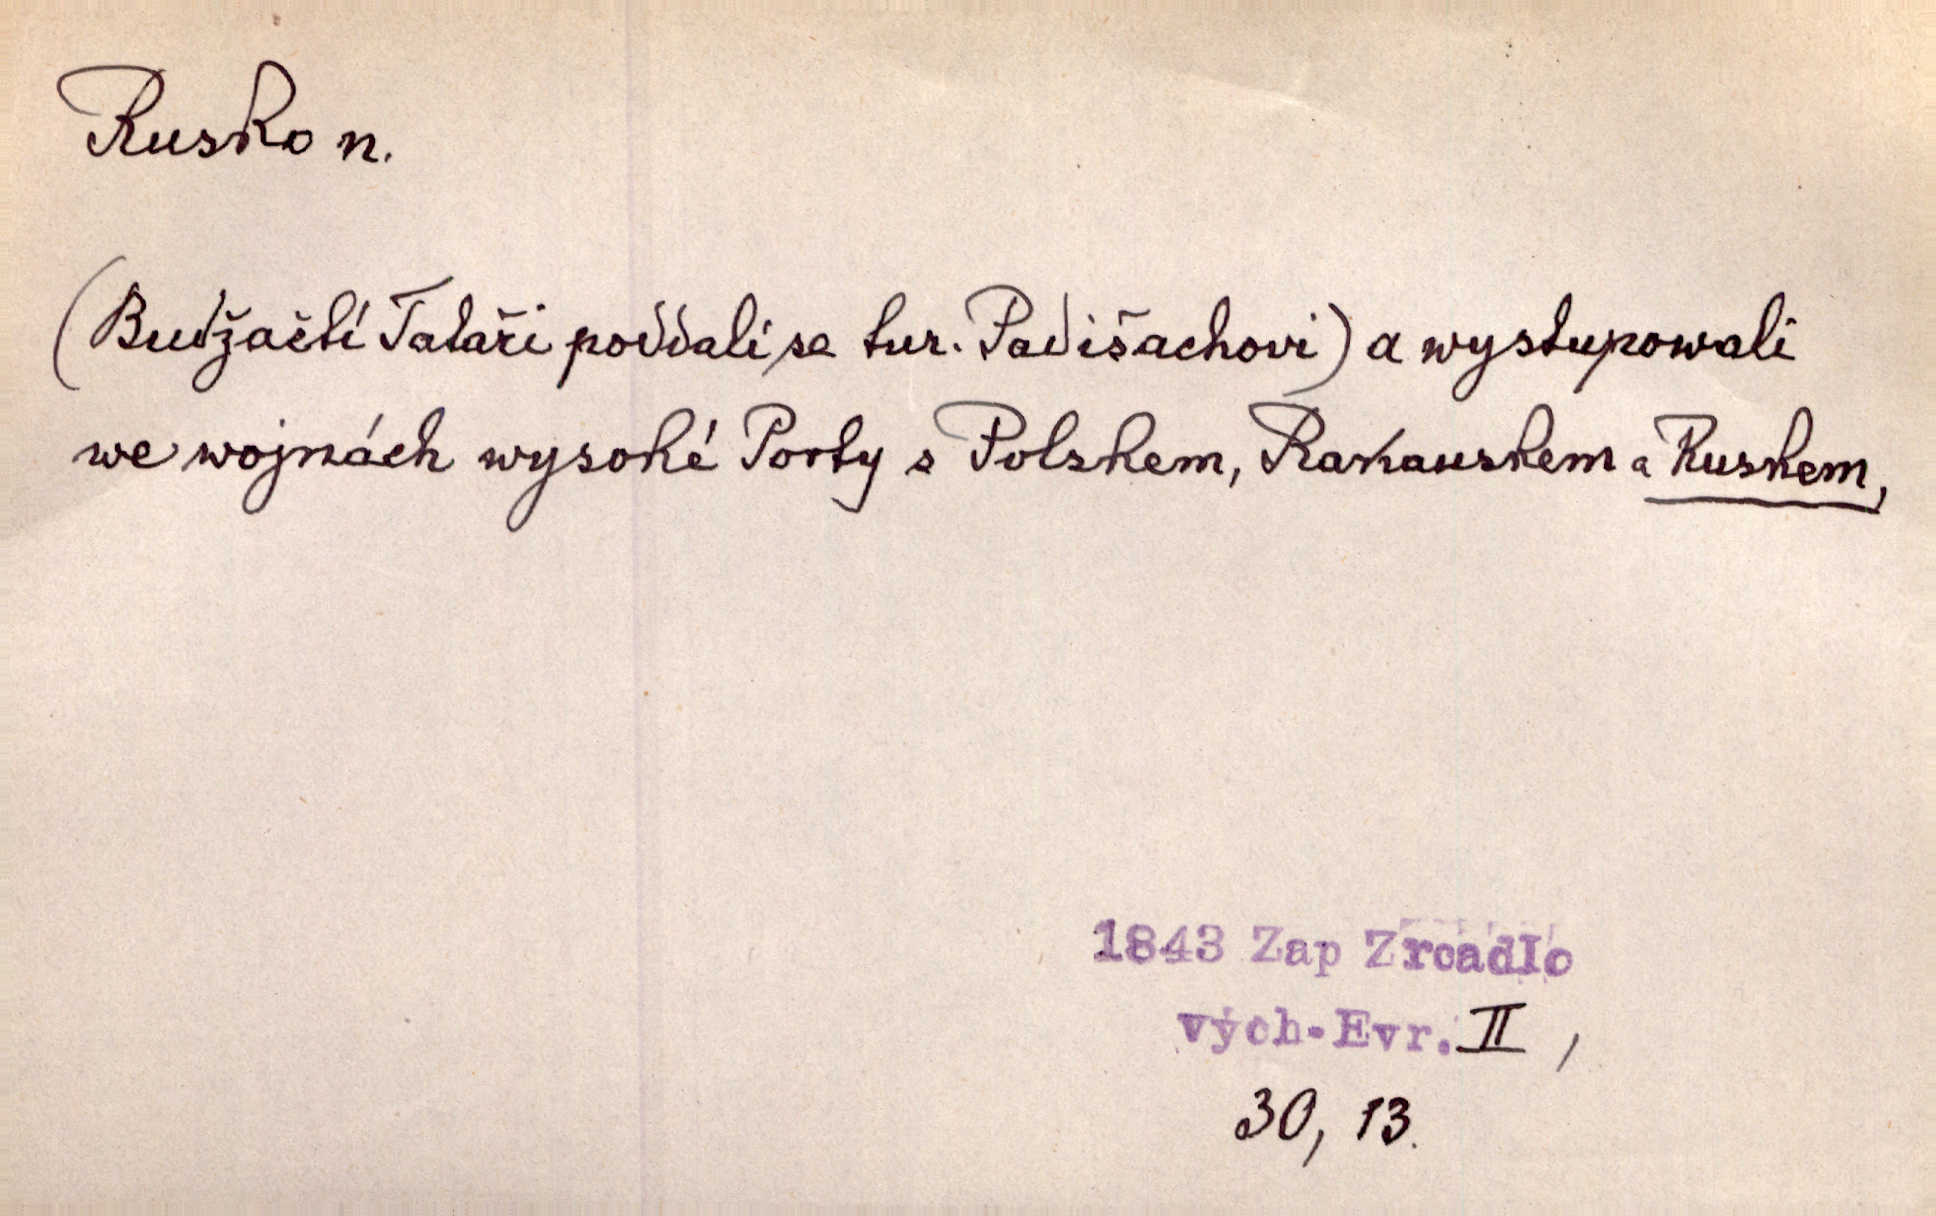 Rusko n.
(Budžačtí Tataři poddali se tur. Padišachovi) a wystupowali
we wojnách wysoké Porty s Polskem, Rakauskem a Ruskem,
1843 Zap Zrcadlo
vých. Evr. II,
30, 13.